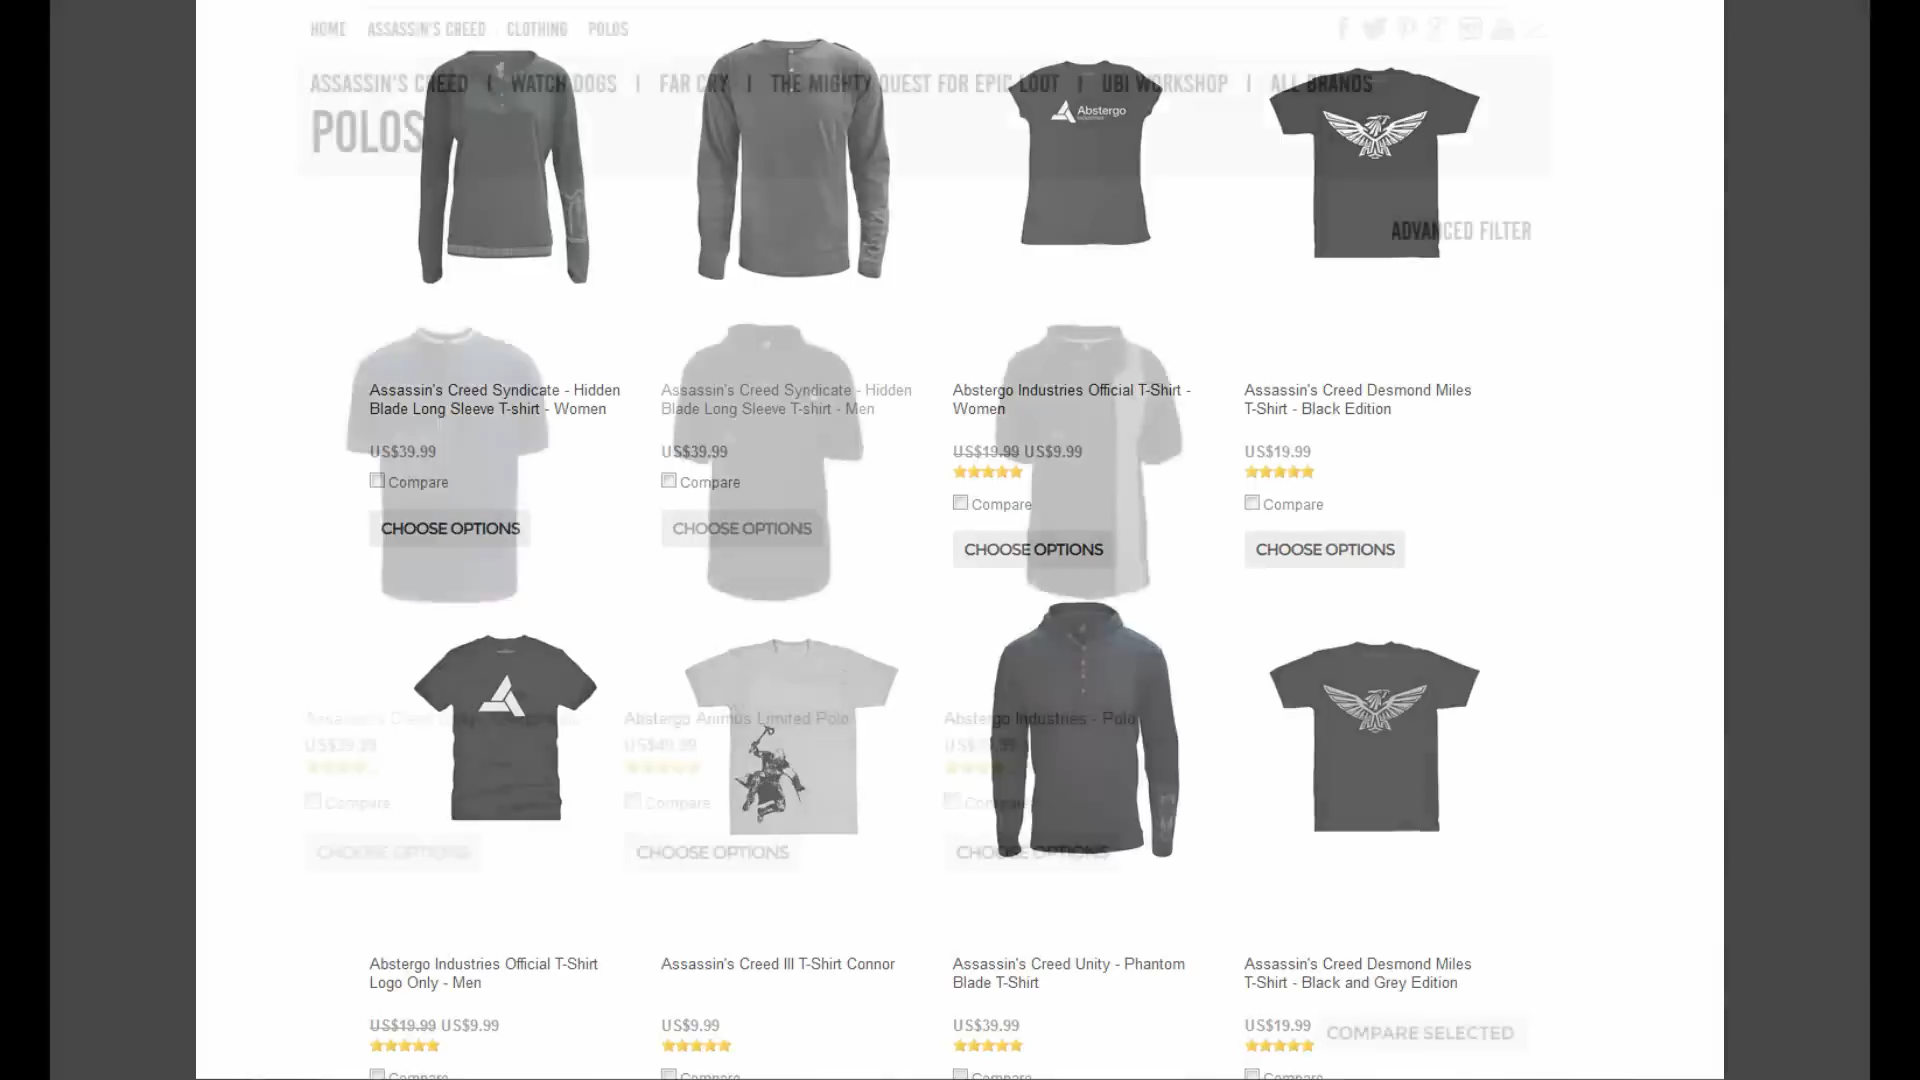 HOME ASSASSIN'S CREED CLOTHING POLOS
ASSASSIN'S CREED I WATCH DOGS I FAR CRY I THE MIGHTY QUEST FOR EPIC LOOT I UBI WORKSHOP I ALL BRANDS
POLOS
Abstergo
ADVANCED FILTER
Assassin's Creed Syndicate - Hidden
Blade Long Sleeve T-shirt - Women
US$39.99
Compare
CHOOSE OPTIONS
Assassin's Creed Syndicate - Hidden
Blade Long Sleeve T-shirt - Men
US$39.99
Compare
CHOOSE OPTIONS
Abstergo Industries Official T-Shirt -
Women
US$19.99 US$9.99
Compare
CHOOSE OPTIONS
Assassin's Creed Desmond Miles
T-Shirt - Black Edition
US$19.99
Compare
CHOOSE OPTIONS
US$39.99
Compare
CHOOSE OPTIONS
Abstergo Animus Limited Polo
US$49.99
Compare
CHOOSE OPTIONS
Abstergo Industries - Polo
Compare
CHOOSE OPTIONS
Abstergo Industries Official T-Shirt
Logo Only - Men
US$19.99 US$9.99
Compare
Assassin's Creed III T-Shirt Connor
US$9.99
Compare
Assassin's Creed Unity - Phantom
Blade T-Shirt
US$39.99
Compare
Assassin's Creed Desmond Miles
T-Shirt - Black and Grey Edition
US$19.99
Compare
COMPARE SELECTED